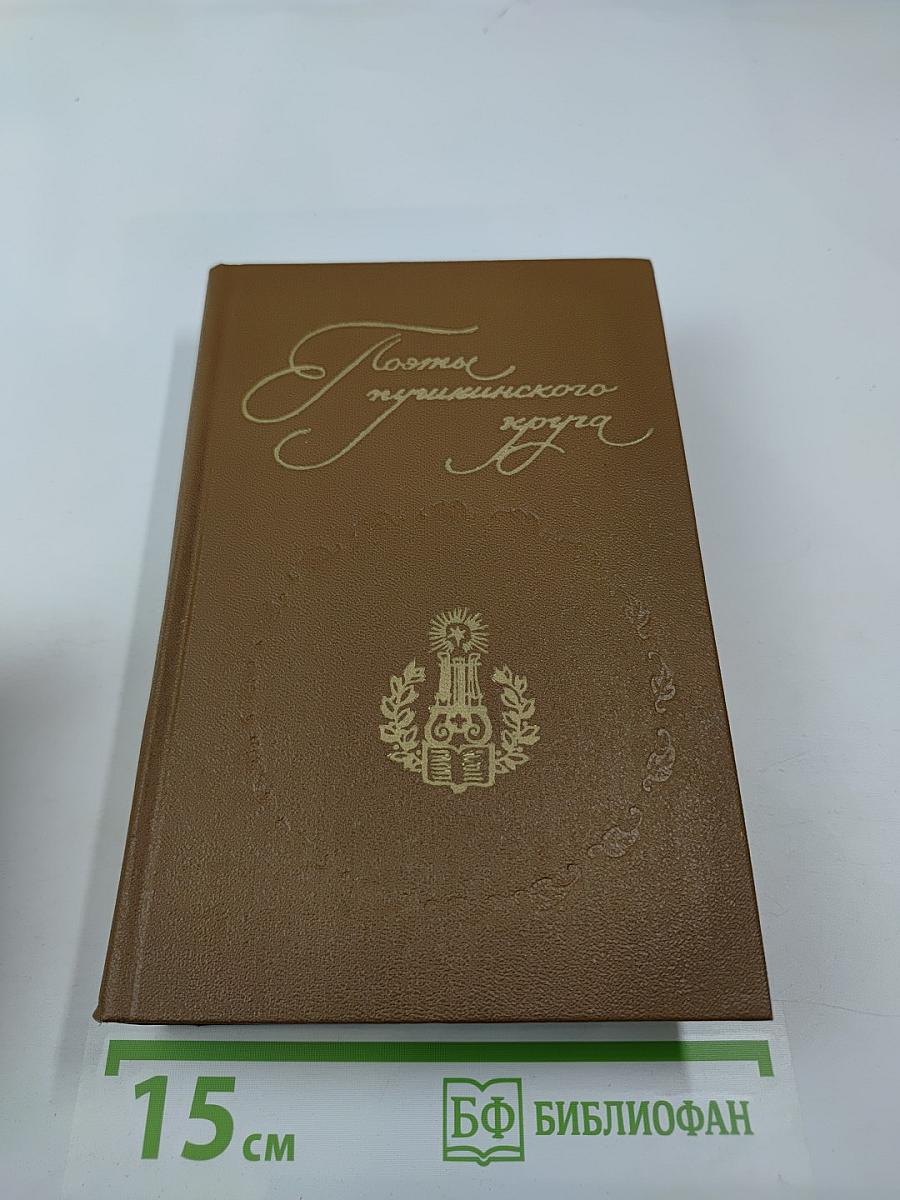 Поэты
пушкинского
круга
15 см
БФ БИБЛИОФАН